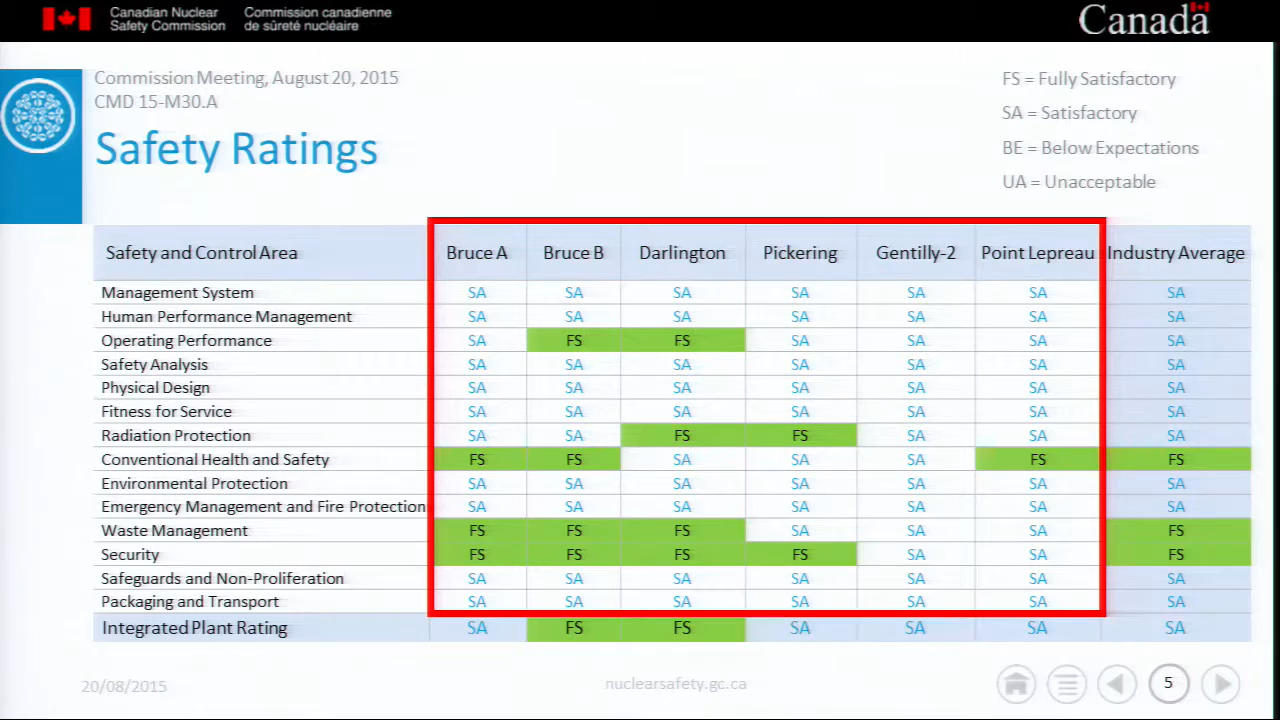 Canadian Nuclear Commission canadienne
Safety Commission de sûreté nucléaire
Canada
Commission Meeting, August 20, 2015
CMD 15-M30.A
Safety Ratings
FS = Fully Satisfactory
SA = Satisfactory
BE = Below Expectations
UA = Unacceptable
Safety and Control Area Bruce A Bruce B Darlington Pickering Gentilly-2 Point Lepreau Industry Average
Management System SA SA SA SA SA SA SA
Human Performance Management SA SA SA SA SA SA SA
Operating Performance SA FS FS SA SA SA SA
Safety Analysis SA SA SA SA SA SA SA
Physical Design SA SA SA SA SA SA SA
Fitness for Service SA SA SA SA SA SA SA
Radiation Protection SA SA FS FS SA SA SA
Conventional Health and Safety FS FS SA SA SA FS FS
Environmental Protection SA SA SA SA SA SA SA
Emergency Management and Fire Protection SA SA SA SA SA SA SA
Waste Management FS FS FS SA SA SA FS
Security FS FS FS FS SA SA FS
Safeguards and Non-Proliferation SA SA SA SA SA SA SA
Packaging and Transport SA SA SA SA SA SA SA
Integrated Plant Rating SA FS FS SA SA SA SA
20/08/2015 nuclearsafety.gc.ca 5